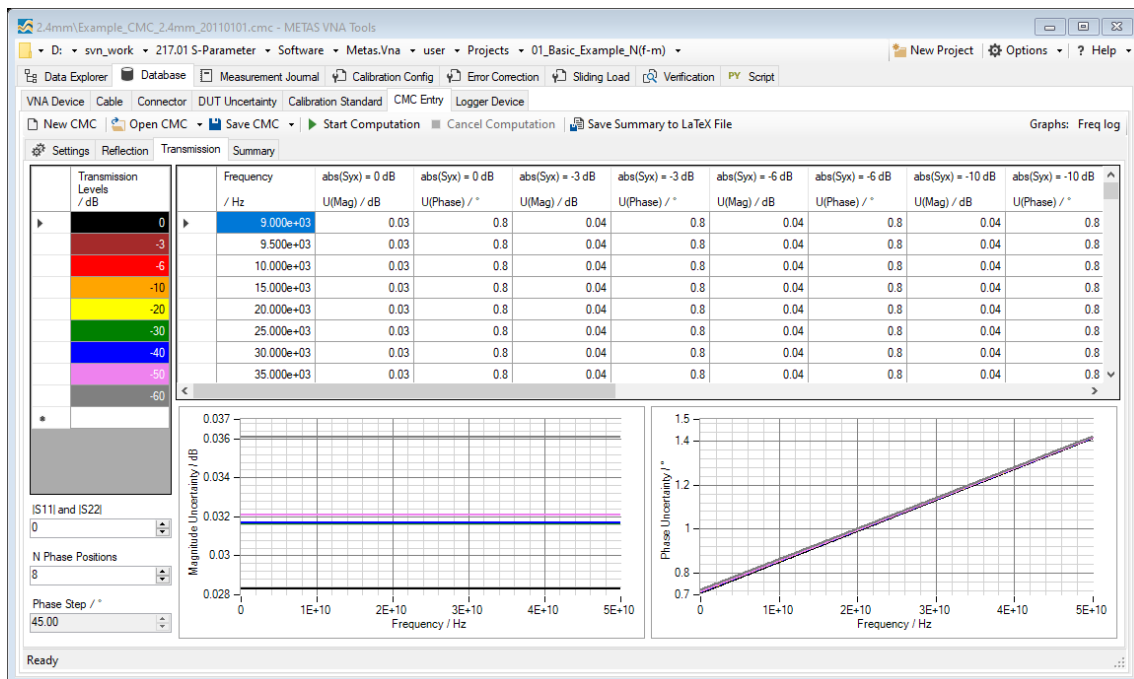 2.4mm\Example_CMC_2.4mm_20110101.cmc - METAS VNA Tools
D: svn_work 217.01 S-Parameter Software Metas.Vna user Projects 01_Basic_Example_N(f-m) New Project Options ? Help
Data Explorer Database Measurement Journal Calibration Config Error Correction Sliding Load Verification PY Script
VNA Device Cable Connector DUT Uncertainty Calibration Standard CMC Entry Logger Device
New CMC Open CMC Save CMC Start Computation Cancel Computation Save Summary to LaTeX File Graphs: Freq log
Settings Reflection Transmission Summary
Transmission Levels / dB
0
-3
-6
-10
-20
-30
-40
-50
-60
*
Frequency abs(Syx) = 0 dB abs(Syx) = 0 dB abs(Syx) = -3 dB abs(Syx) = -3 dB abs(Syx) = -6 dB abs(Syx) = -6 dB abs(Syx) = -10 dB abs(Syx) = -10 dB
/ Hz U(Mag) / dB U(Phase) / ° U(Mag) / dB U(Phase) / ° U(Mag) / dB U(Phase) / ° U(Mag) / dB U(Phase) / °
9.000e+03 0.03 0.8 0.04 0.8 0.04 0.8 0.04 0.8
9.500e+03 0.03 0.8 0.04 0.8 0.04 0.8 0.04 0.8
10.000e+03 0.03 0.8 0.04 0.8 0.04 0.8 0.04 0.8
15.000e+03 0.03 0.8 0.04 0.8 0.04 0.8 0.04 0.8
20.000e+03 0.03 0.8 0.04 0.8 0.04 0.8 0.04 0.8
25.000e+03 0.03 0.8 0.04 0.8 0.04 0.8 0.04 0.8
30.000e+03 0.03 0.8 0.04 0.8 0.04 0.8 0.04 0.8
35.000e+03 0.03 0.8 0.04 0.8 0.04 0.8 0.04 0.8
|S11| and |S22|
0
N Phase Positions
8
Phase Step / °
45.00
Magnitude Uncertainty / dB
0.037
0.036
0.034
0.032
0.03
0.028
0 1E+10 2E+10 3E+10 4E+10 5E+10
Frequency / Hz
Phase Uncertainty / °
1.5
1.4
1.2
1
0.8
0.7
0 1E+10 2E+10 3E+10 4E+10 5E+10
Frequency / Hz
Ready